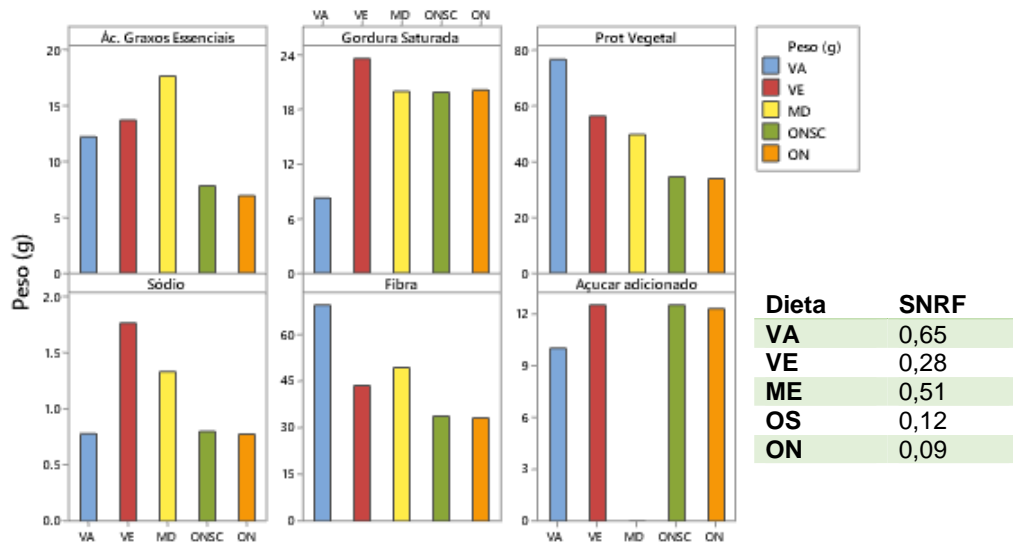 VA VE MD ONSC ON
Ác. Graxos Essenciais
Gordura Saturada
Prot Vegetal
20
15
10
5
0
24
18
12
6
0
80
60
40
20
0
Peso (g)
VA
VE
MD
ONSC
ON
Peso (g)
Sódio
Fibra
Açucar adicionado
2.0
1.5
1.0
0.5
0.0
60
45
30
15
0
12
9
6
3
0
VA VE MD ONSC ON
VA VE MD ONSC ON
Dieta SNRF
VA 0,65
VE 0,28
ME 0,51
OS 0,12
ON 0,09